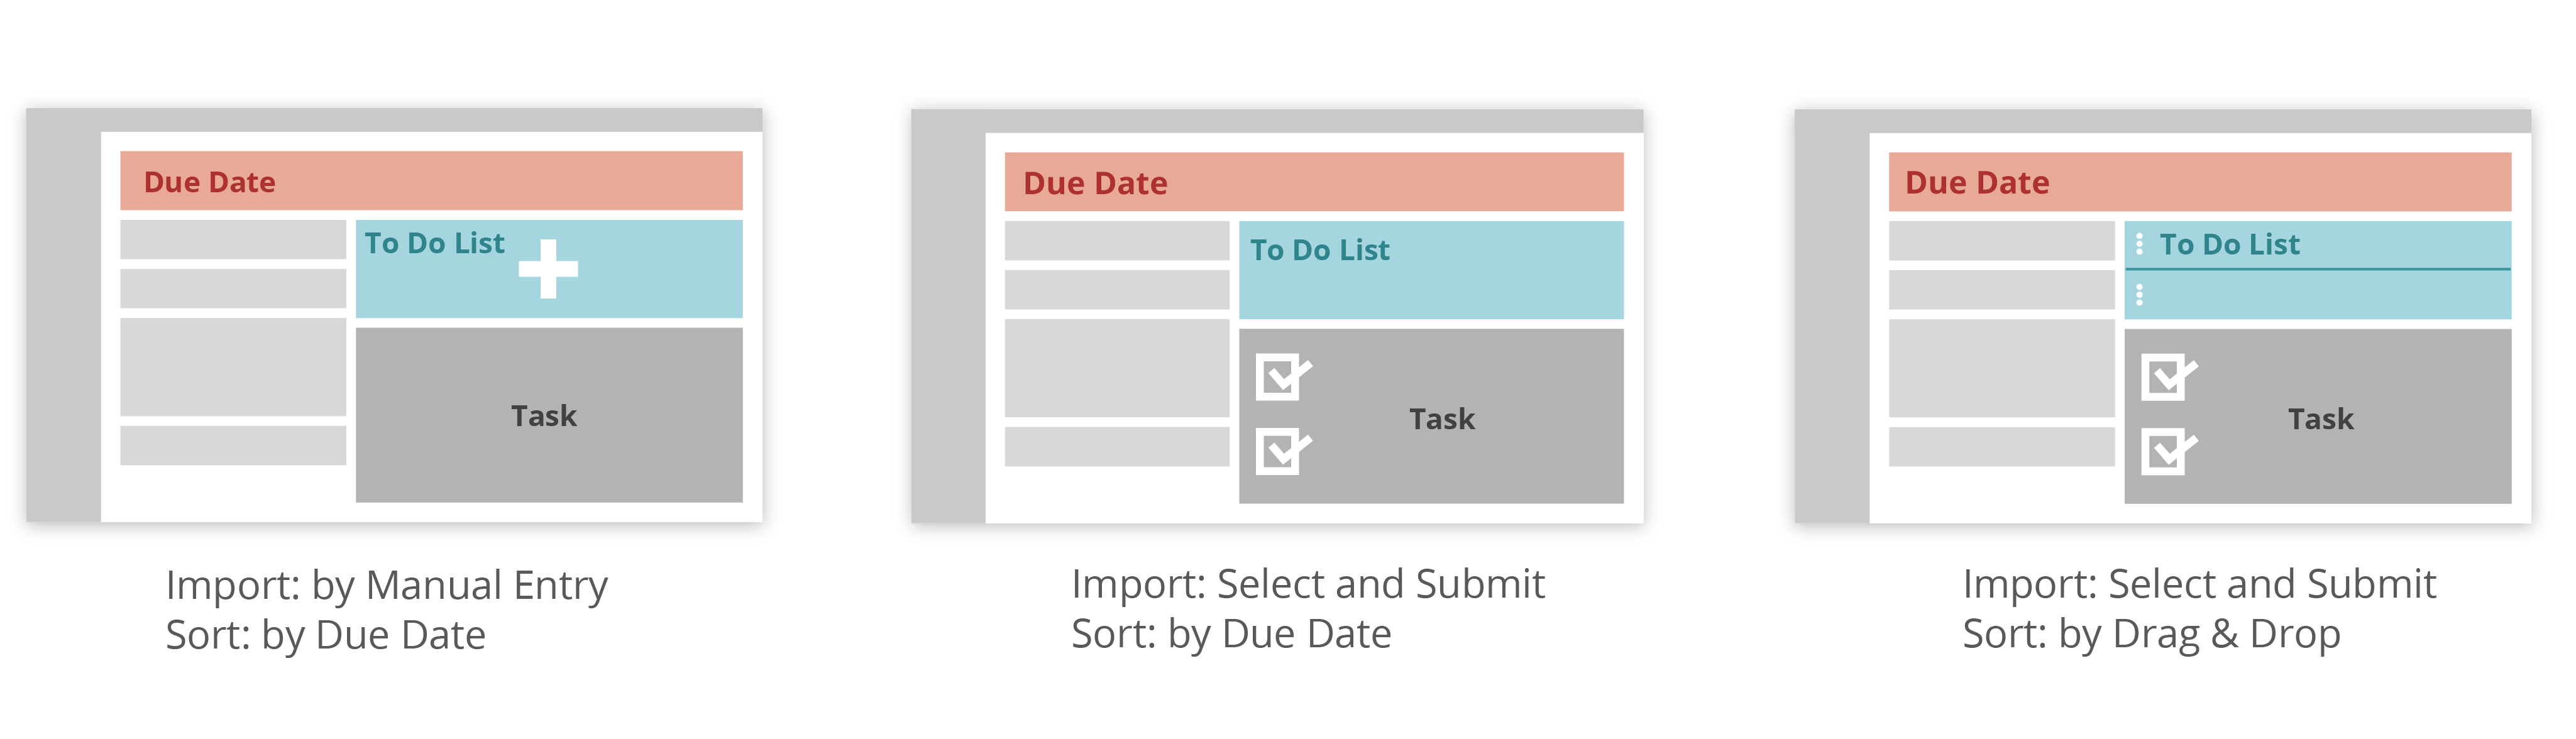 Due Date
To Do List
Task
Import: by Manual Entry
Sort: by Due Date
Due Date
To Do List
Task
Import: Select and Submit
Sort: by Due Date
Due Date
To Do List
Task
Import: Select and Submit
Sort: by Drag & Drop